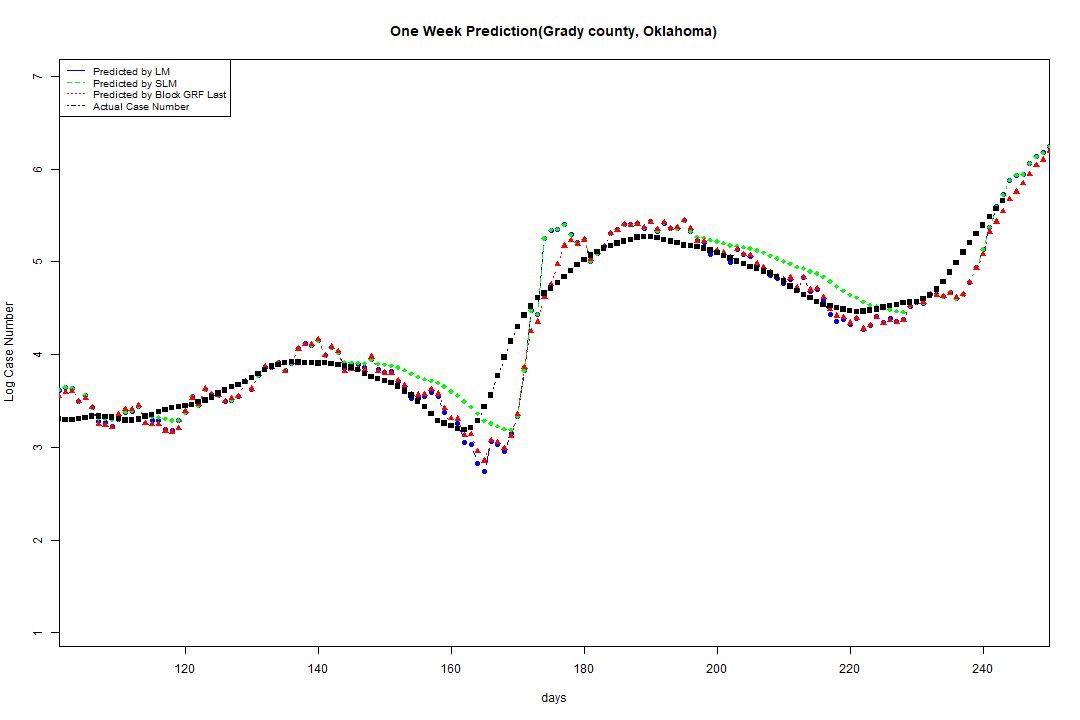 One Week Prediction(Grady county, Oklahoma)
Predicted by LM
Predicted by SLM
Predicted by Block GRF Last
Actual Case Number
7
6
5
4
3
2
1
Log Case Number
120 140 160 180 200 220 240
days